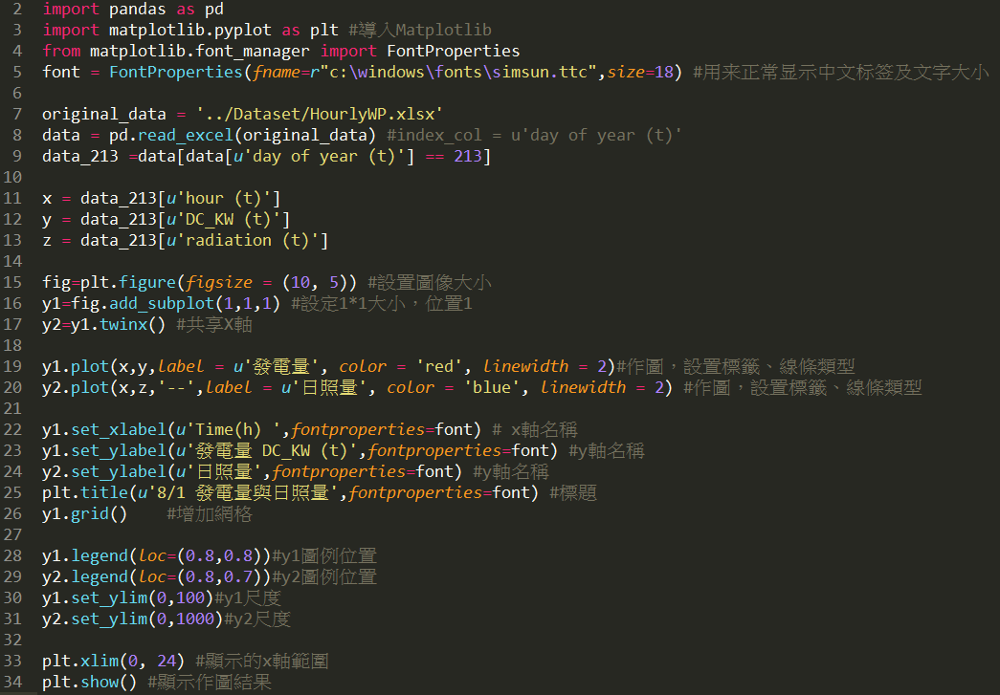 2 import pandas as pd
3 import matplotlib.pyplot as plt #導入Matplotlib
4 from matplotlib.font_manager import FontProperties
5 font = FontProperties(fname=r"c:\windows\fonts\simsun.ttc",size=18) #用来正常显示中文标签及文字大小
6
7 original_data = '../Dataset/HourlyWP.xlsx'
8 data = pd.read_excel(original_data) #index_col = u'day of year (t)'
9 data_213 =data[data[u'day of year (t)'] == 213]
10
11 x = data_213[u'hour (t)']
12 y = data_213[u'DC_KW (t)']
13 z = data_213[u'radiation (t)']
14
15 fig=plt.figure(figsize = (10, 5)) #設置圖像大小
16 y1=fig.add_subplot(1,1,1) #設定1*1大小，位置1
17 y2=y1.twinx() #共享X軸
18
19 y1.plot(x,y,label = u'發電量', color = 'red', linewidth = 2)#作圖，設置標籤、線條類型
20 y2.plot(x,z,'--',label = u'日照量', color = 'blue', linewidth = 2) #作圖，設置標籤、線條類型
21
22 y1.set_xlabel(u'Time(h) ',fontproperties=font) # x軸名稱
23 y1.set_ylabel(u'發電量 DC_KW (t)',fontproperties=font) #y軸名稱
24 y2.set_ylabel(u'日照量',fontproperties=font) #y軸名稱
25 plt.title(u'8/1 發電量與日照量',fontproperties=font) #標題
26 y1.grid()    #增加網格
27
28 y1.legend(loc=(0.8,0.8))#y1圖例位置
29 y2.legend(loc=(0.8,0.7))#y2圖例位置
30 y1.set_ylim(0,100)#y1尺度
31 y2.set_ylim(0,1000)#y2尺度
32
33 plt.xlim(0, 24) #顯示的x軸範圍
34 plt.show() #顯示作圖結果